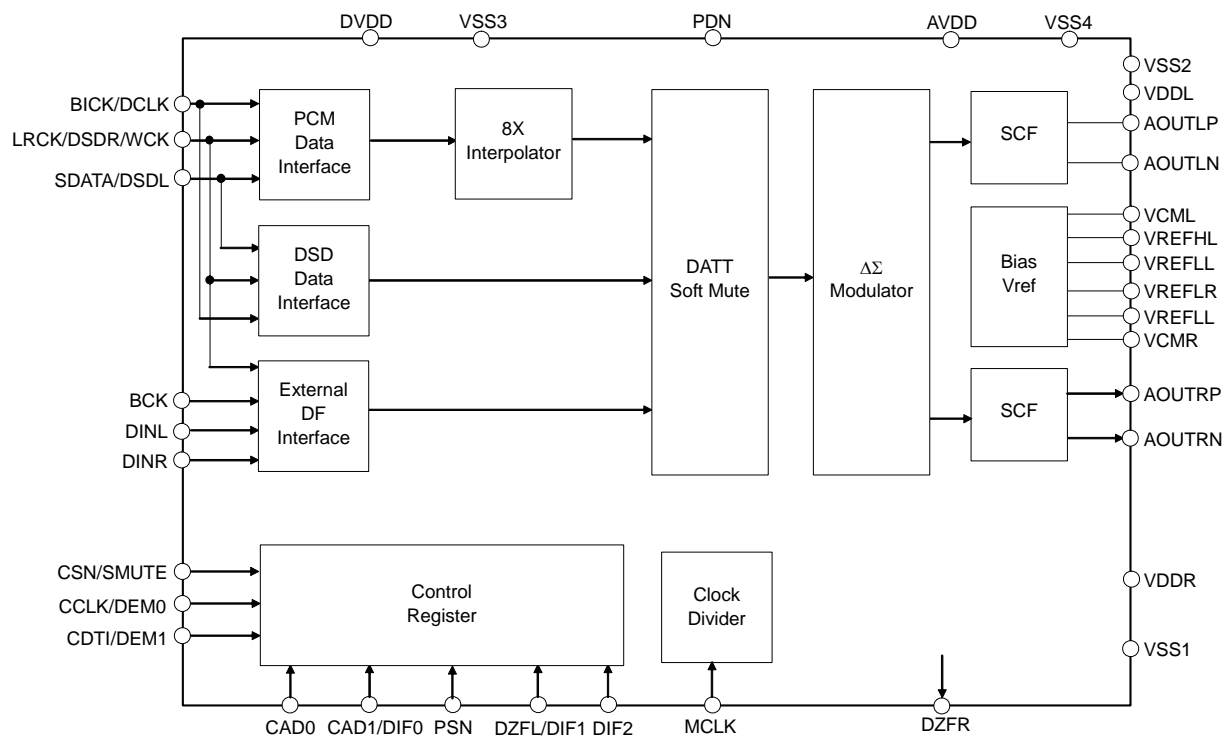 DVDD
VSS3
PDN
AVDD
VSS4
VSS2
VDDL
BICK/DCLK
LRCK/DSDR/WCK
SDATA/DSDL
PCM
Data
Interface
8X
Interpolator
SCF
AOUTLP
AOUTLN
DSD
Data
Interface
DATT
Soft Mute
ΔΣ
Modulator
Bias
Vref
VCML
VREFHL
VREFLL
VREFLR
VREFLL
VCMR
BCK
DINL
DINR
External
DF
Interface
SCF
AOUTRP
AOUTRN
CSN/SMUTE
CCLK/DEM0
CDTI/DEM1
Control
Register
Clock
Divider
VDDR
VSS1
CAD0
CAD1/DIF0
PSN
DZFL/DIF1
DIF2
MCLK
DZFR